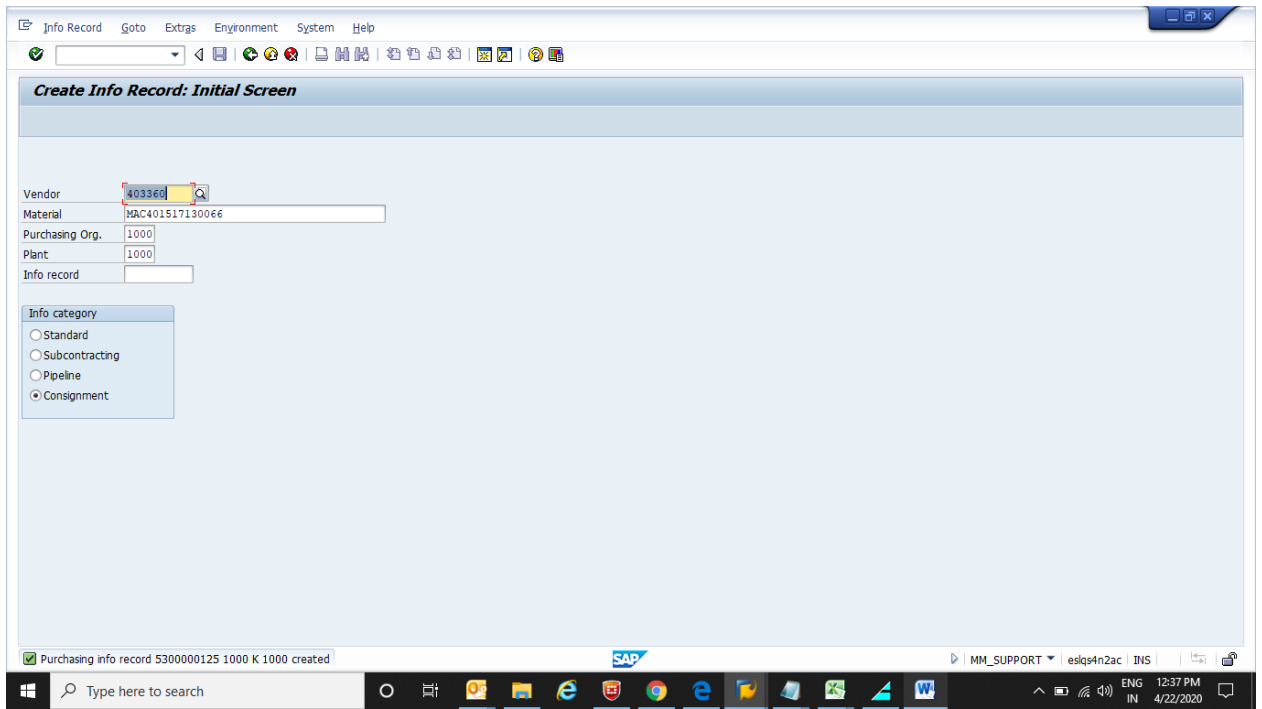 Info Record Goto Extras Environment System Help
Create Info Record: Initial Screen
Vendor 403360
Material MAC401517130066
Purchasing Org. 1000
Plant 1000
Info record
Info category
Standard
Subcontracting
Pipeline
Consignment
Purchasing info record 5300000125 1000 K 1000 created SAP MM_SUPPORT eslqs4n2ac INS
Type here to search ENG 12:37 PM
IN 4/22/2020